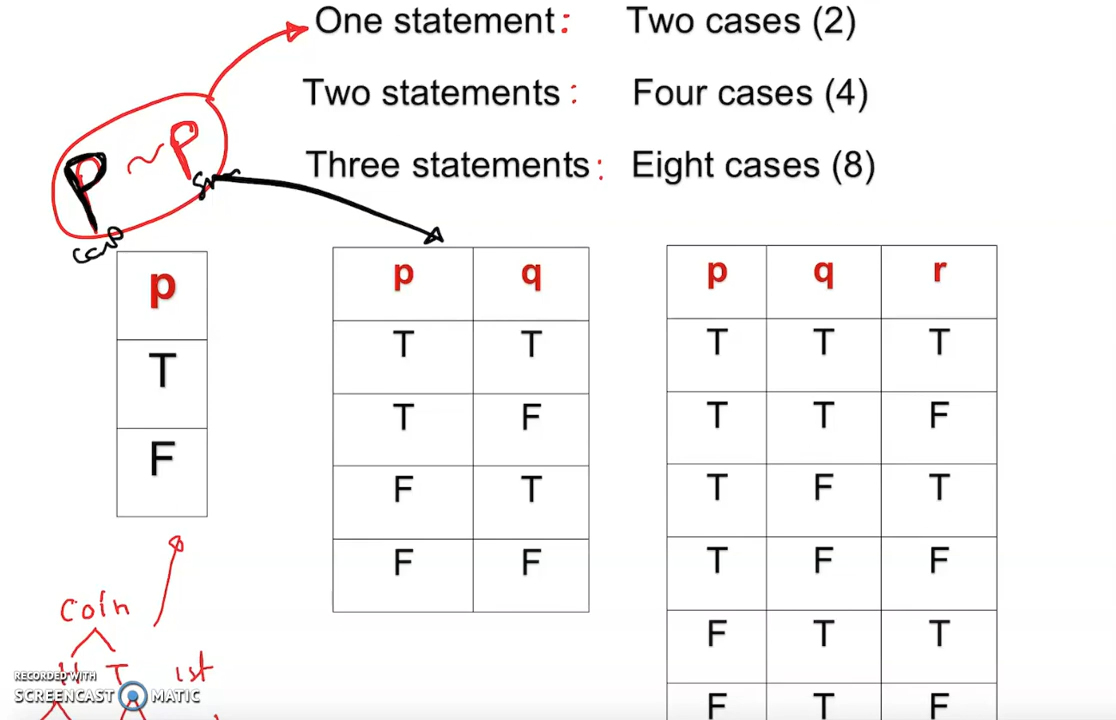 One statement: Two cases (2)
Two statements: Four cases (4)
P ~P
Three statements: Eight cases (8)
p
T
F
p q
T T
T F
F T
F F
p q r
T T T
T T F
T F T
T F F
F T T
F T F
Coin
H T 1st
RECORDED WITH
SCREENCAST MATIC